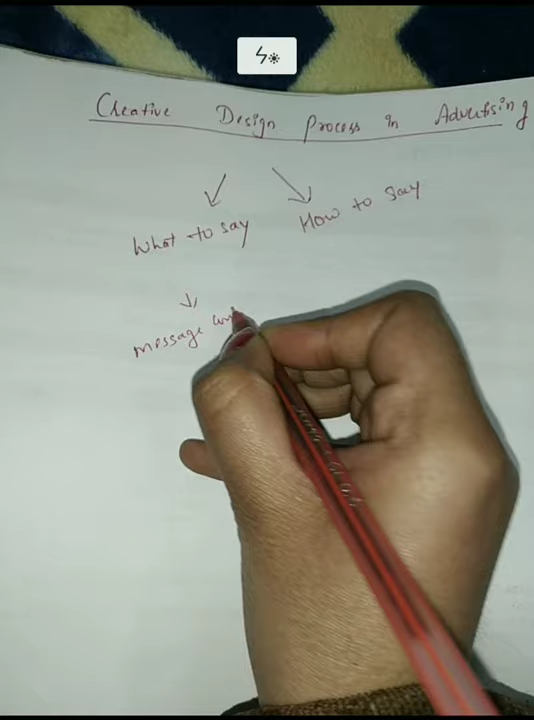 Creative Design Process in Advertising
What to say How to say
message